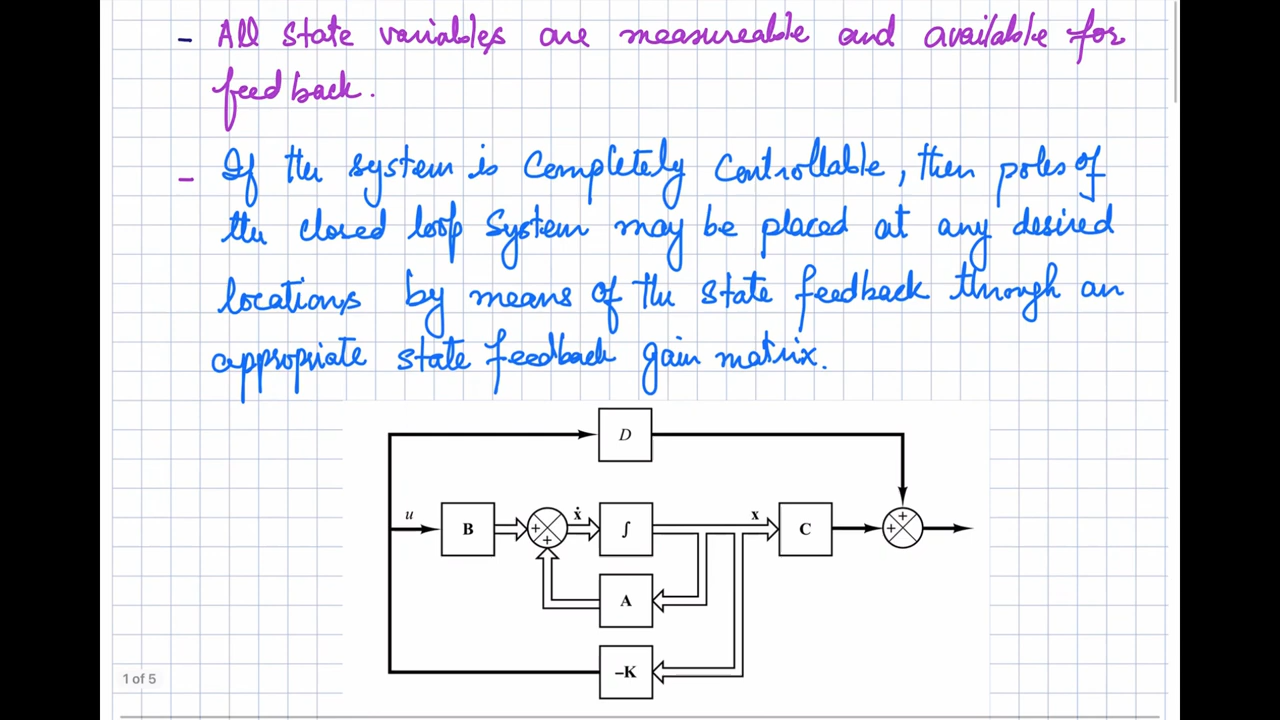 - All state variables are measureable and available for
feedback.
- If the system is Completely Controllable, then poles of
the closed loop System may be placed at any desired
locations by means of the state feedback through an
appropriate state feedback gain matrix.
D
u B + + + ẋ ∫ x C + +
A
-K
1 of 5